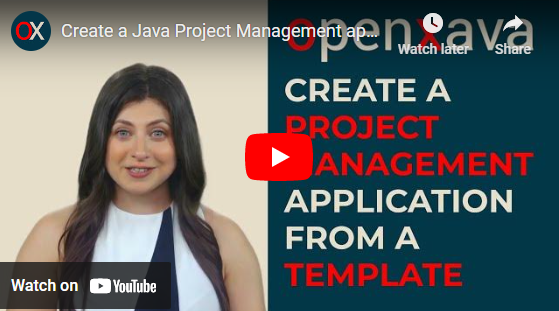 OX
Create a Java Project Management ap...
openxava
Watch later
Share
CREATE A
PROJECT
MANAGEMENT
APPLICATION
FROM A
TEMPLATE
Watch on YouTube